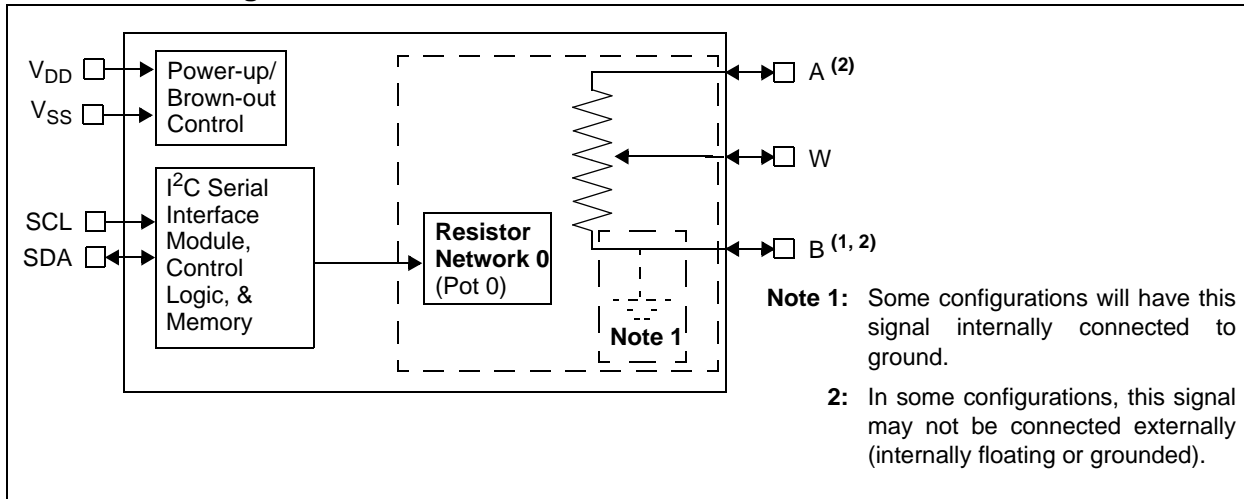 V_DD
V_SS
Power-up/
Brown-out
Control
SCL
SDA
I²C Serial
Interface
Module,
Control
Logic, &
Memory
Resistor
Network 0
(Pot 0)
Note 1
A (2)
W
B (1, 2)
Note 1: Some configurations will have this
signal internally connected to
ground.
2: In some configurations, this signal
may not be connected externally
(internally floating or grounded).